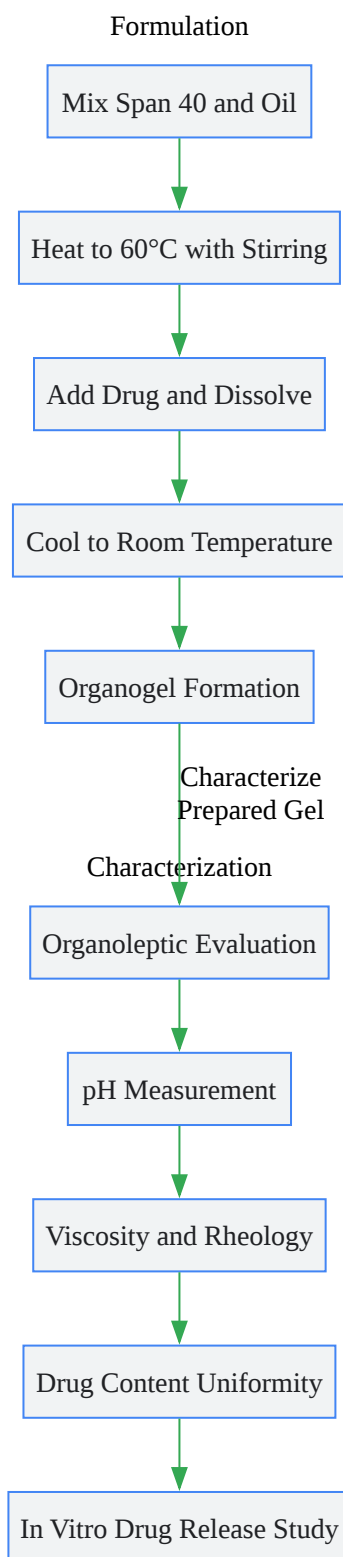 Formulation
Mix Span 40 and Oil
Heat to 60°C with Stirring
Add Drug and Dissolve
Cool to Room Temperature
Organogel Formation
Characterize
Prepared Gel
Characterization
Organoleptic Evaluation
pH Measurement
Viscosity and Rheology
Drug Content Uniformity
In Vitro Drug Release Study